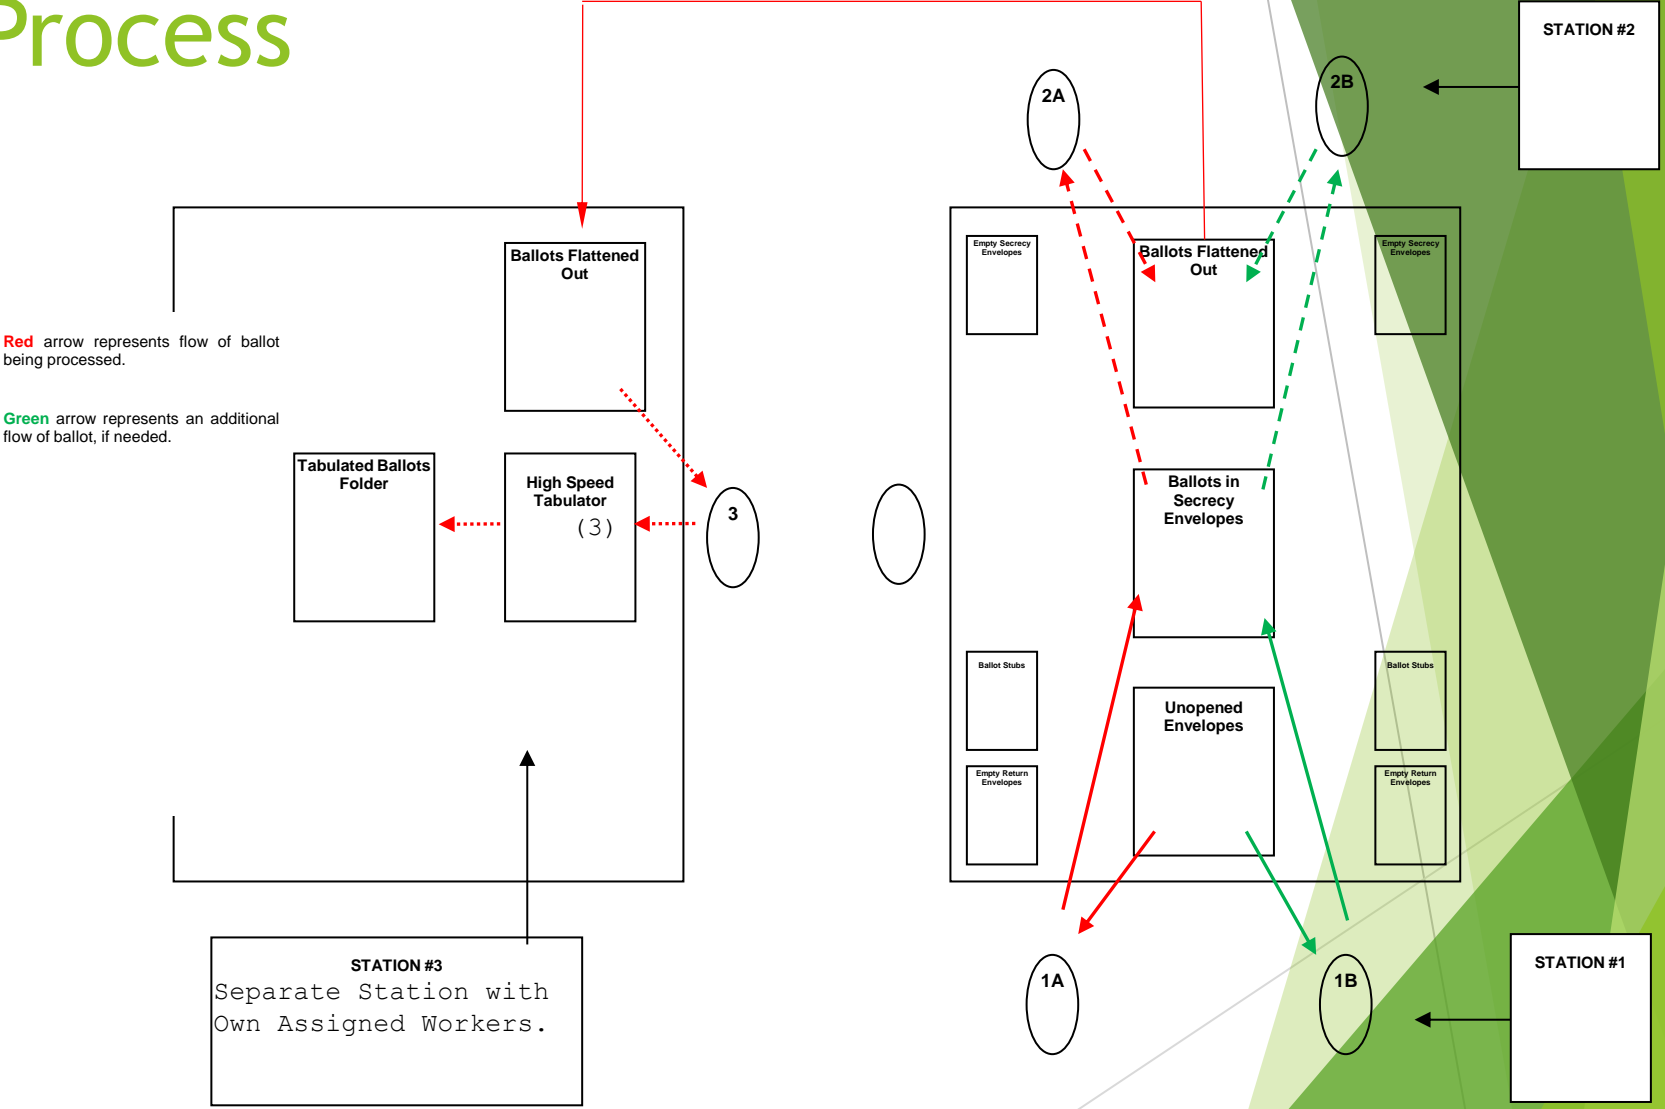 Process
STATION #2
2A
2B
Ballots Flattened
Out
Empty Secrecy
Envelopes
Ballots Flattened
Out
Empty Secrecy
Envelopes
Red arrow represents flow of ballot
being processed.
Green arrow represents an additional
flow of ballot, if needed.
Tabulated Ballots
Folder
High Speed
Tabulator
(3)
3
Ballots in
Secrecy
Envelopes
Ballot Stubs
Ballot Stubs
Unopened
Envelopes
Empty Return
Envelopes
Empty Return
Envelopes
STATION #3
Separate Station with
Own Assigned Workers.
1A
1B
STATION #1